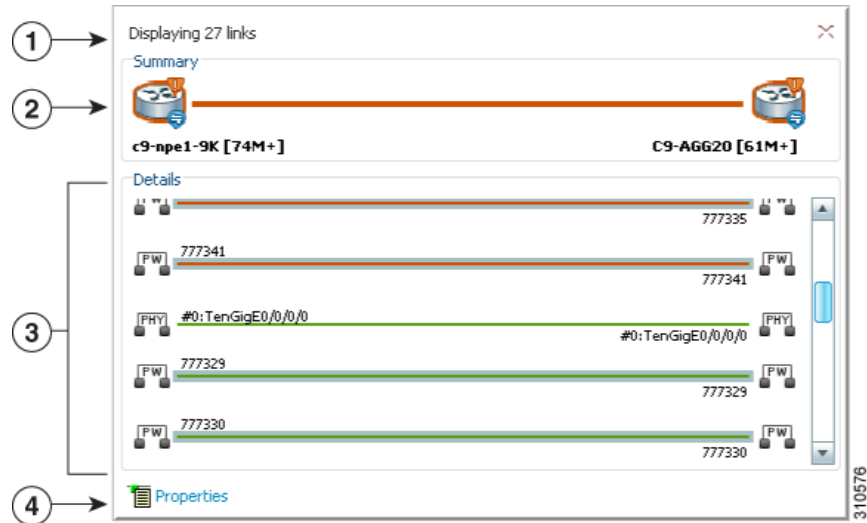 1
Displaying 27 links
Summary
2
c9-npe1-9K [74M+]
C9-AGG20 [61M+]
3
Details
PW
777335
PW
777341
PW
777341
PW
PHY
#0:TenGigE0/0/0/0
PHY
#0:TenGigE0/0/0/0
PW
777329
PW
777329
PW
777330
PW
777330
4
Properties
310576